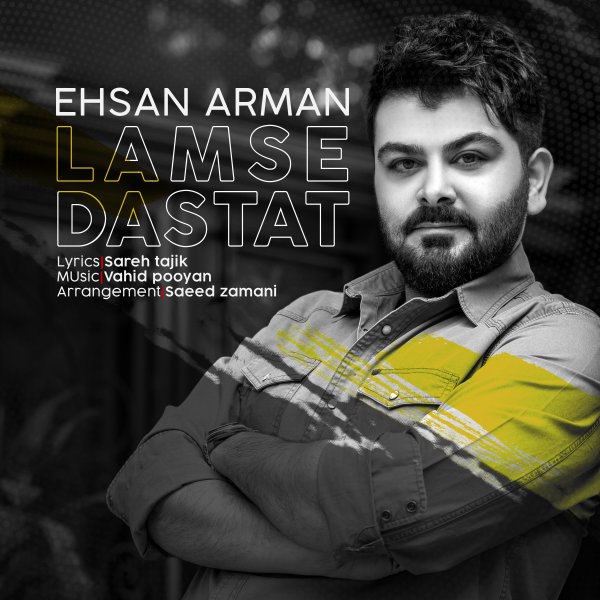 EHSAN ARMAN
LAMSE
DASTAT
Lyrics|Sareh tajik
MUsic|Vahid pooyan
Arrangement|Saeed zamani